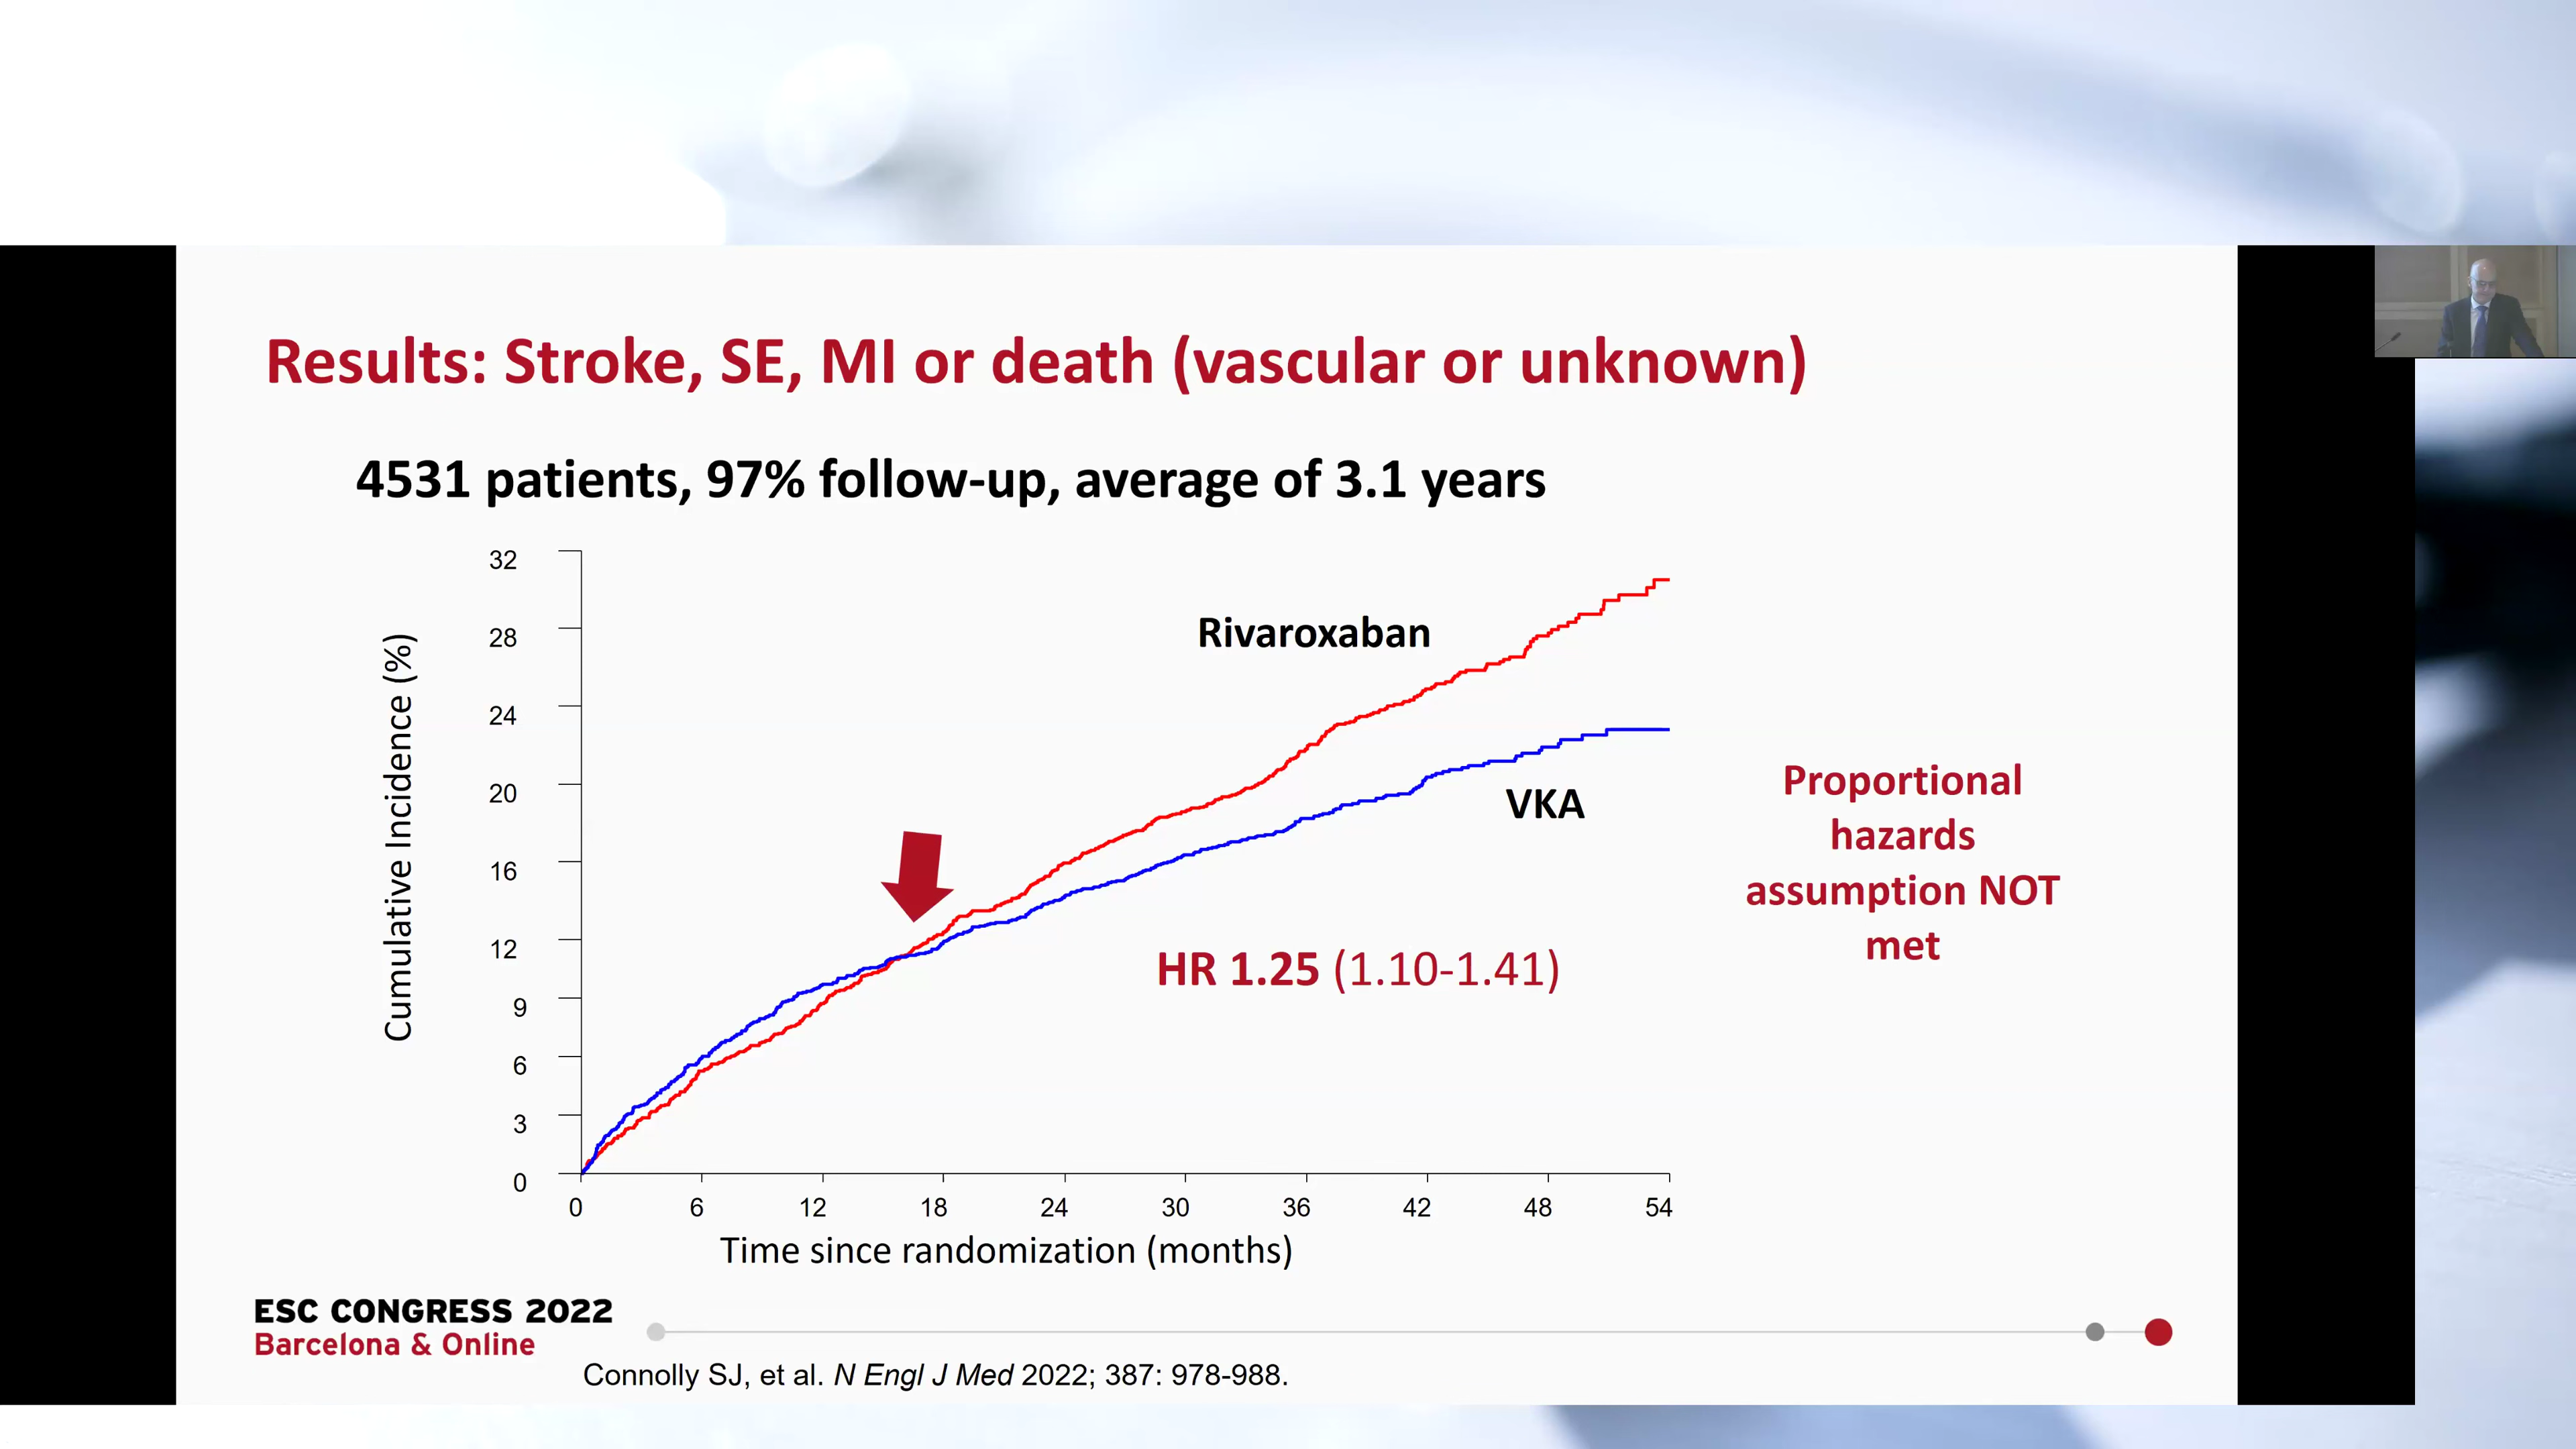 Results: Stroke, SE, MI or death (vascular or unknown)
4531 patients, 97% follow-up, average of 3.1 years
Cumulative Incidence (%)
32
28
24
20
16
12
9
6
3
0
Rivaroxaban
VKA
HR 1.25 (1.10-1.41)
Proportional
hazards
assumption NOT
met
0 6 12 18 24 30 36 42 48 54
Time since randomization (months)
ESC CONGRESS 2022
Barcelona & Online
Connolly SJ, et al. N Engl J Med 2022; 387: 978-988.